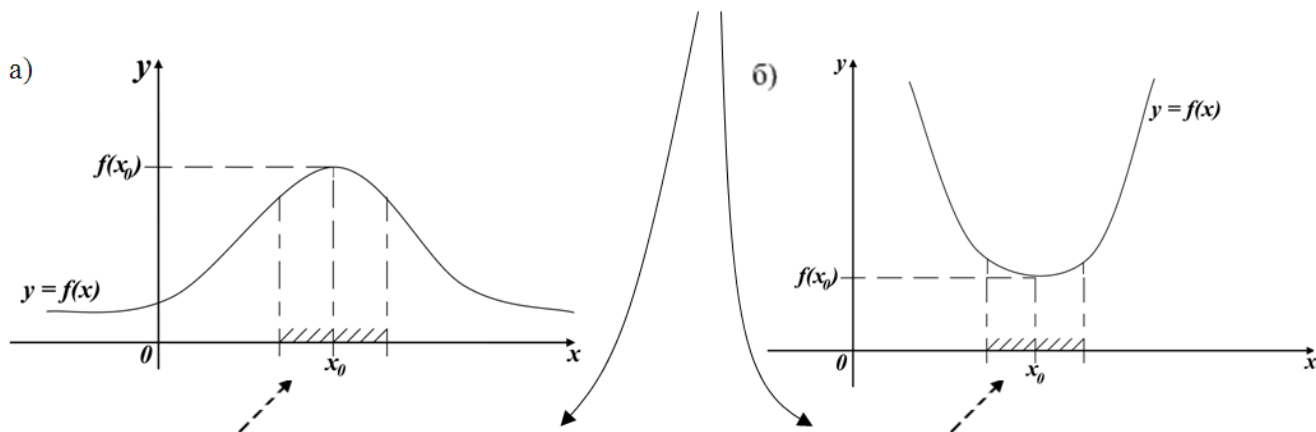 а)
y
f(x₀)
y = f(x)
0
x₀
x
б)
y
y = f(x)
f(x₀)
0
x₀
x